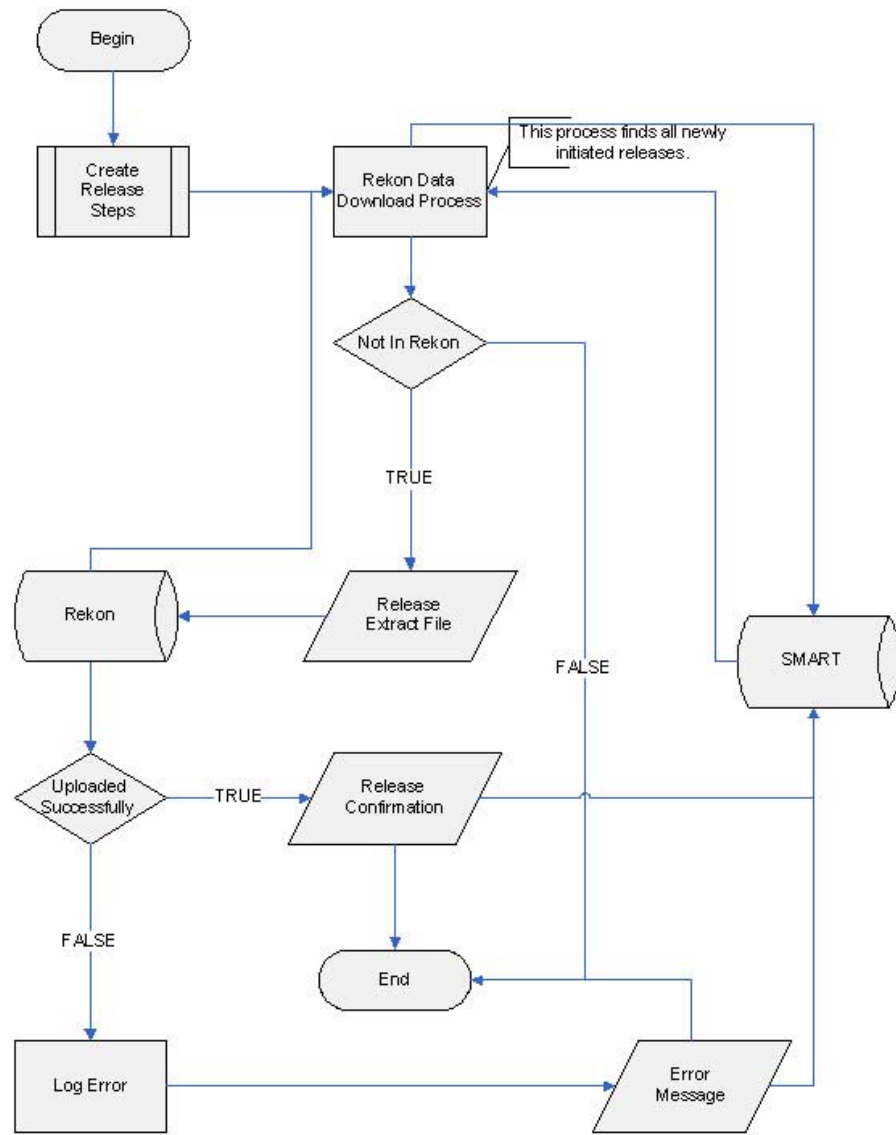 Begin
This process finds all newly
initiated releases.
Create
Release
Steps
Rekon Data
Download Process
Not In Rekon
TRUE
Release
Extract File
Rekon
FALSE
SMART
Uploaded
Successfully
TRUE
Release
Confirmation
FALSE
End
Log Error
Error
Message